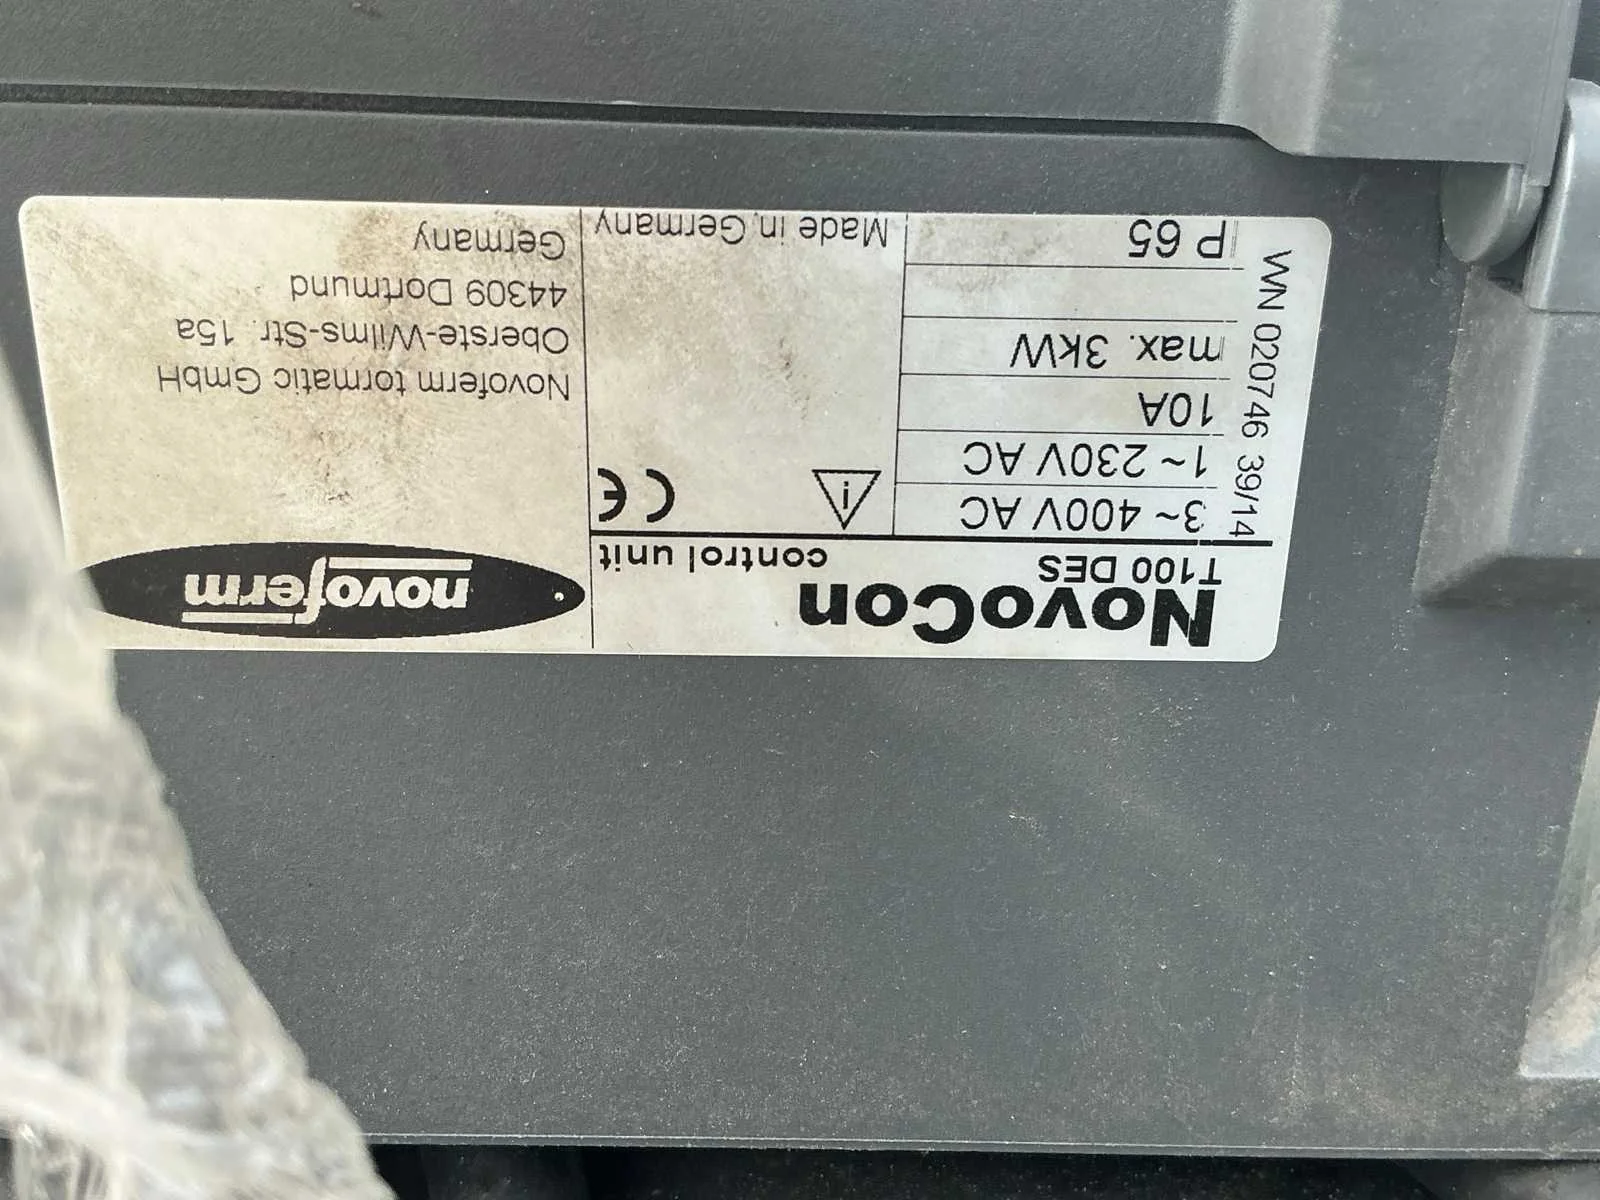 NovoCon
T100 DES
control unit
3~ 400V AC
1~ 230V AC
10A
max. 3kW
P 65
WN 020746 39/14
i
CE
Made in Germany
novoferm
Novoferm tormatic GmbH
Oberste-Wilms-Str. 15a
44309 Dortmund
Germany